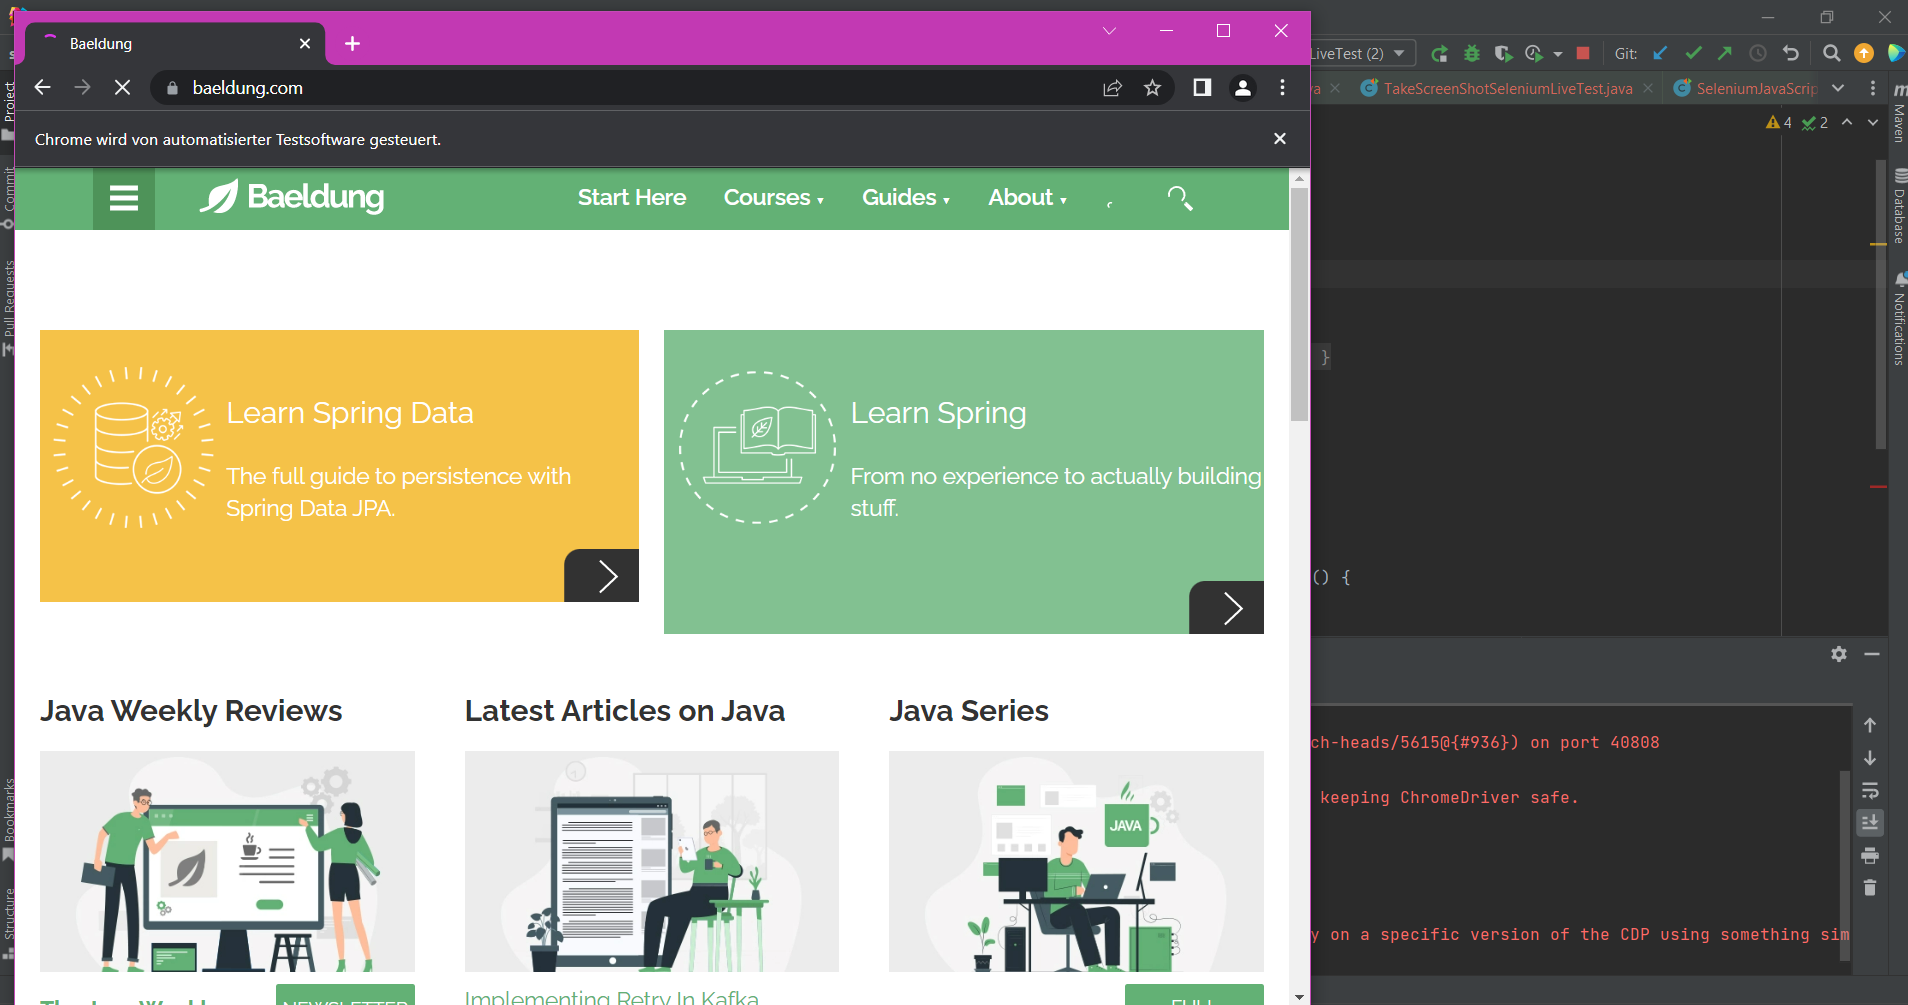 Baeldung
baeldung.com
Chrome wird von automatisierter Testsoftware gesteuert.
Baeldung
Start Here
Courses ▾
Guides ▾
About ▾
Learn Spring Data
The full guide to persistence with
Spring Data JPA.
Learn Spring
From no experience to actually building
stuff.
Java Weekly Reviews
Latest Articles on Java
Java Series
JAVA
NEWSLETTER
Implementing Retry In Kafka
FULL
LiveTest (2)
Git:
TakeScreenShotSeleniumLiveTest.java
SeleniumJavaScrip
4
2
}
() {
ch-heads/5615@{#936}) on port 40808
keeping ChromeDriver safe.
y on a specific version of the CDP using something sim
Project
Commit
Pull Requests
Bookmarks
Structure
Maven
Database
Notifications